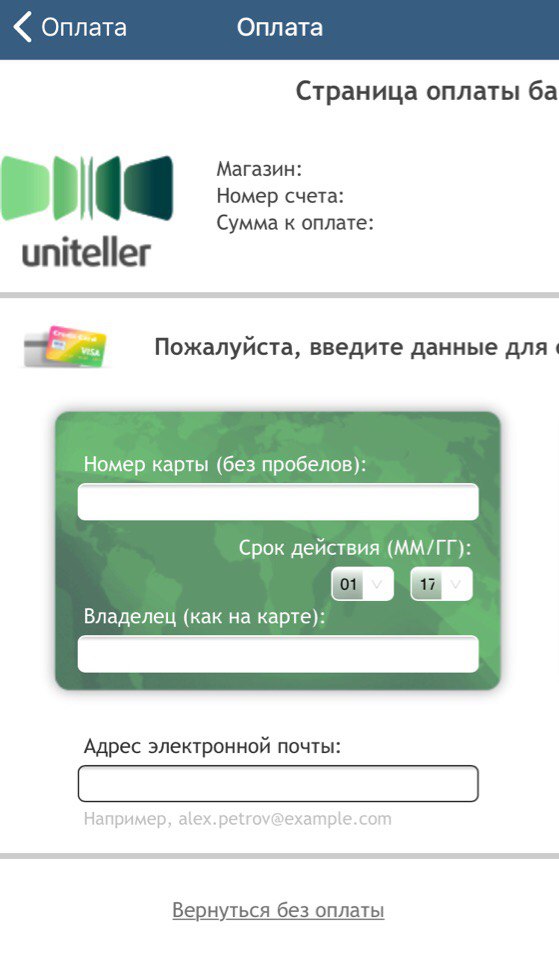 Оплата
Оплата
Страница оплаты ба
uniteller
Магазин:
Номер счета:
Сумма к оплате:
VISA
Пожалуйста, введите данные для
Номер карты (без пробелов):
Срок действия (ММ/ГГ):
01 17
Владелец (как на карте):
Адрес электронной почты:
Например, alex.petrov@example.com
Вернуться без оплаты